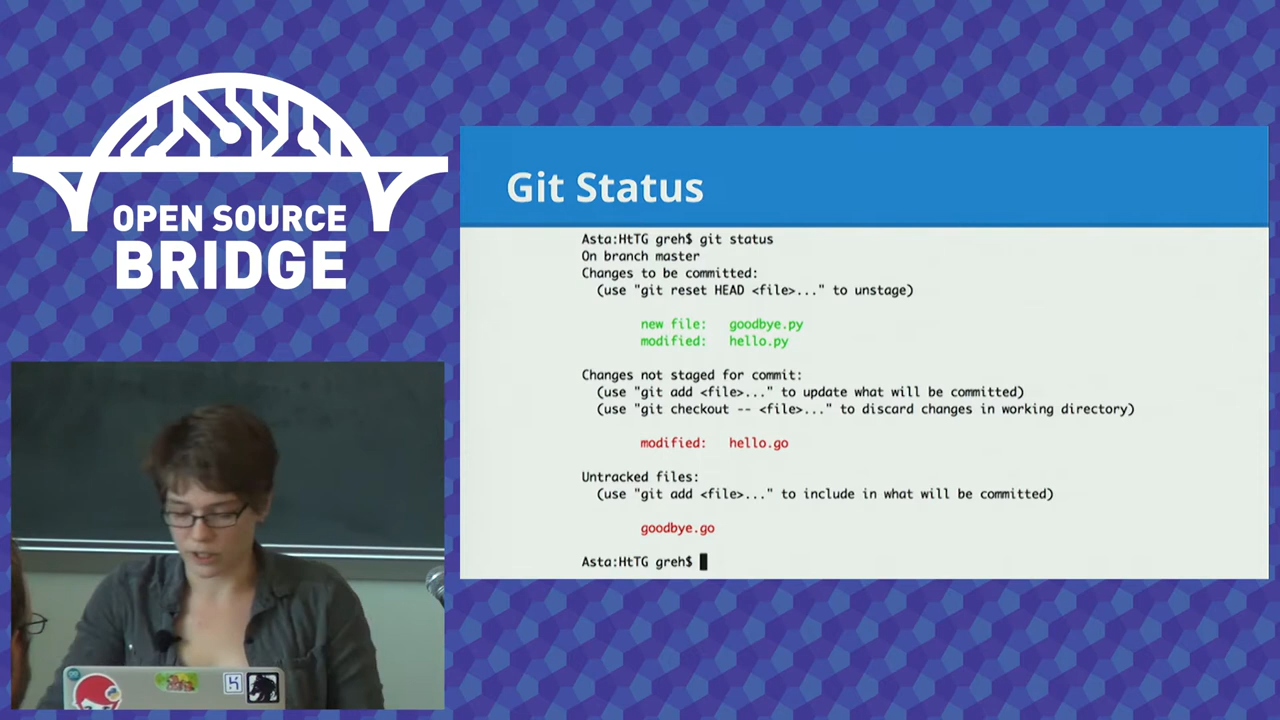 OPEN SOURCE
BRIDGE
Git Status
Asta:HtTG greh$ git status
On branch master
Changes to be committed:
(use "git reset HEAD <file>..." to unstage)
new file: goodbye.py
modified: hello.py
Changes not staged for commit:
(use "git add <file>..." to update what will be committed)
(use "git checkout -- <file>..." to discard changes in working directory)
modified: hello.go
Untracked files:
(use "git add <file>..." to include in what will be committed)
goodbye.go
Asta:HtTG greh$